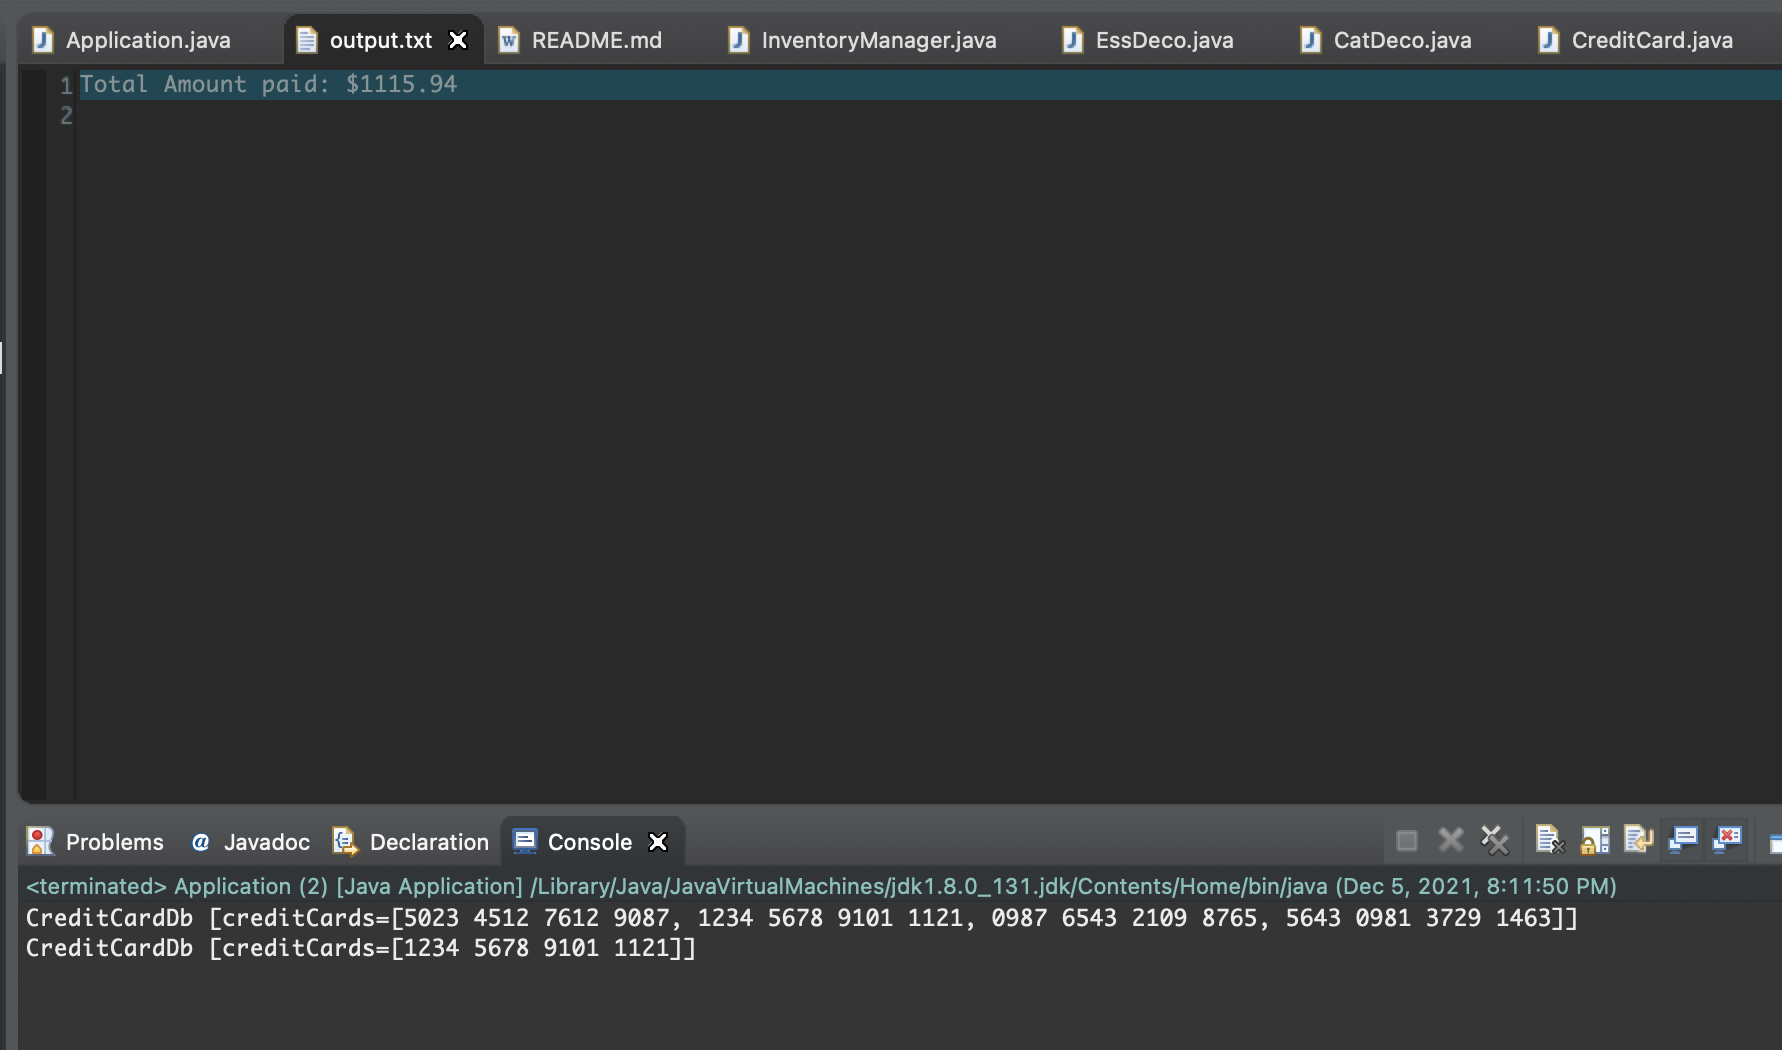 Application.java output.txt README.md InventoryManager.java EssDeco.java CatDeco.java CreditCard.java
1 Total Amount paid: $1115.94
2
Problems @ Javadoc Declaration Console
<terminated> Application (2) [Java Application] /Library/Java/JavaVirtualMachines/jdk1.8.0_131.jdk/Contents/Home/bin/java (Dec 5, 2021, 8:11:50 PM)
CreditCardDb [creditCards=[5023 4512 7612 9087, 1234 5678 9101 1121, 0987 6543 2109 8765, 5643 0981 3729 1463]]
CreditCardDb [creditCards=[1234 5678 9101 1121]]